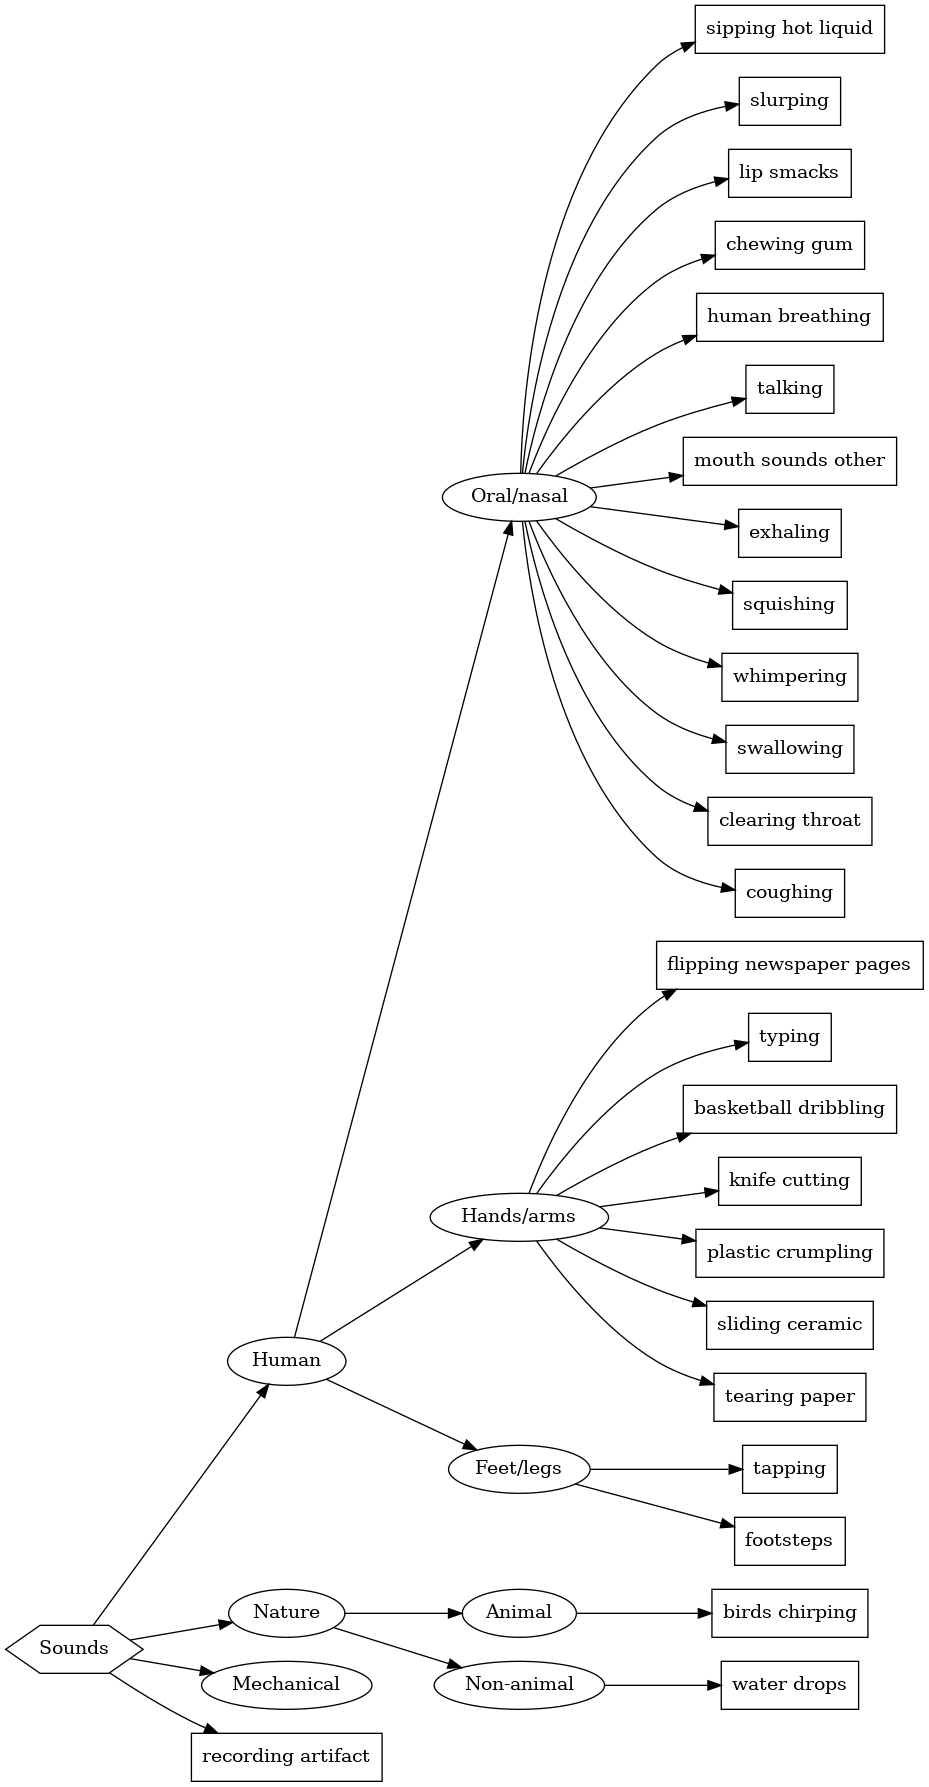 sipping hot liquid
slurping
lip smacks
chewing gum
human breathing
talking
mouth sounds other
Oral/nasal
exhaling
squishing
whimpering
swallowing
clearing throat
coughing
flipping newspaper pages
typing
basketball dribbling
knife cutting
Hands/arms
plastic crumpling
sliding ceramic
Human
tearing paper
Feet/legs
tapping
footsteps
Nature
Animal
birds chirping
Sounds
Mechanical
Non-animal
water drops
recording artifact